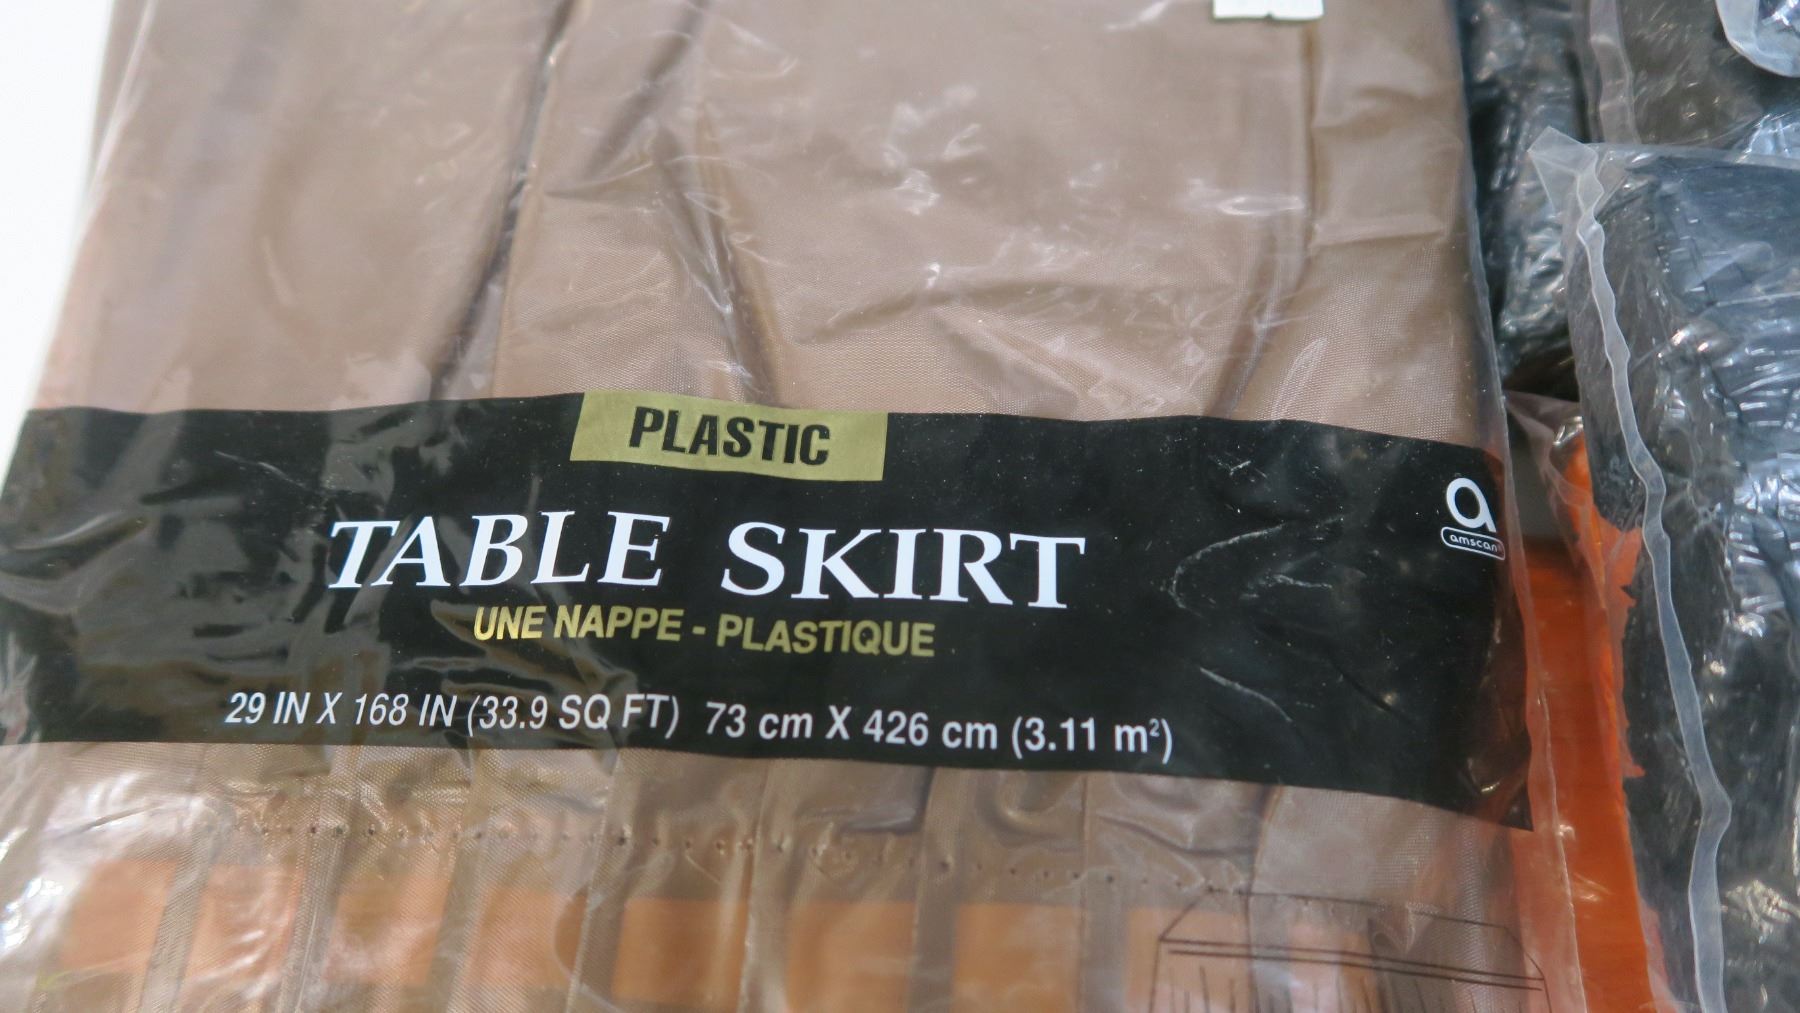 PLASTIC
TABLE SKIRT
UNE NAPPE - PLASTIQUE
29 IN X 168 IN (33.9 SQ FT) 73 cm X 426 cm (3.11 m²)
a
amscan®